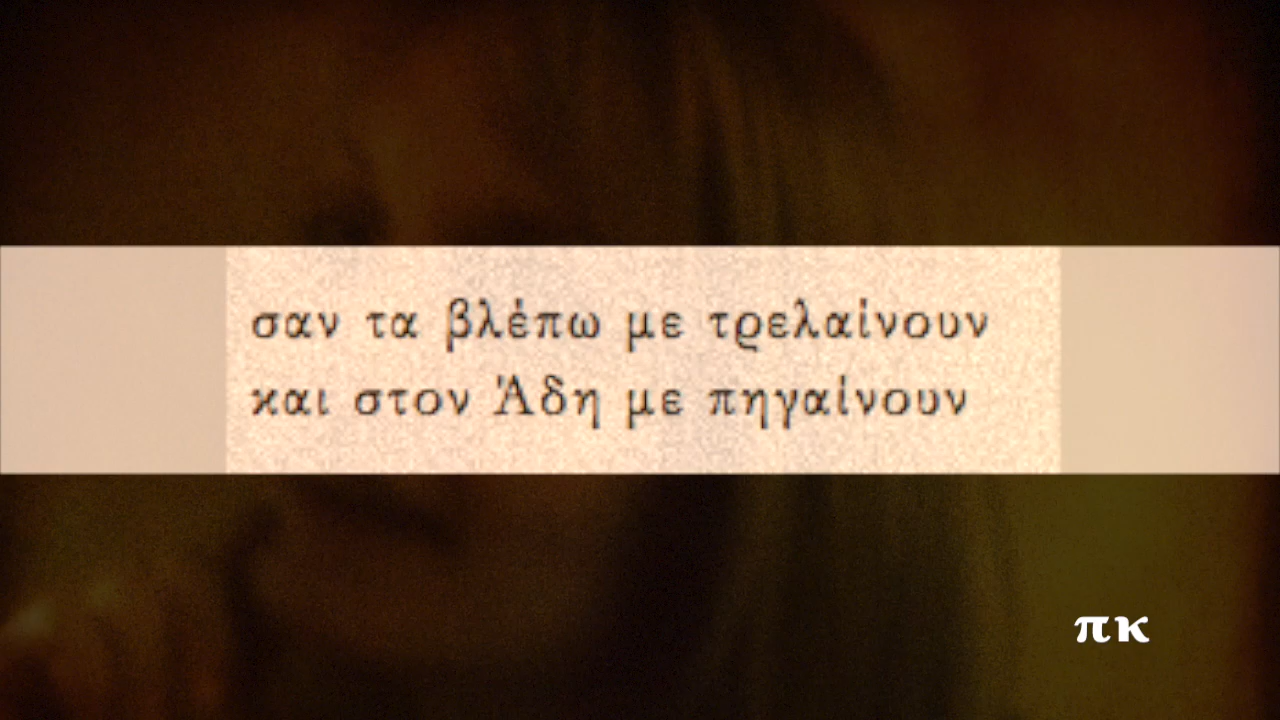 σαν τα βλέπω με τρελαίνουν
και στον Άδη με πηγαίνουν
πκ